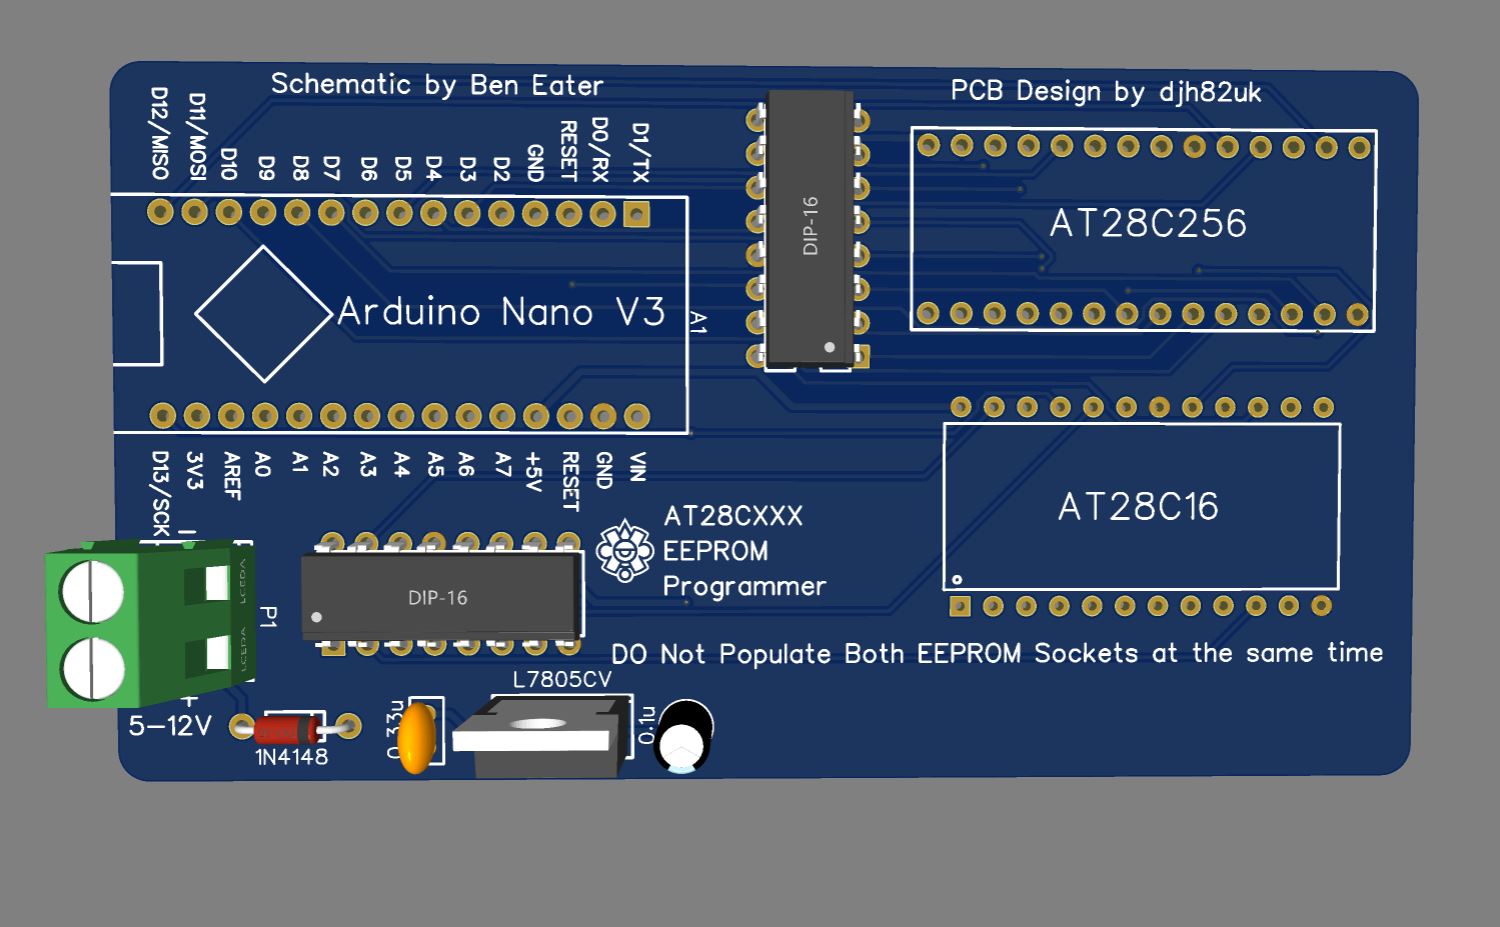 Schematic by Ben Eater
PCB Design by djh82uk
D12/MISO
D11/MOSI
D10
D9
D8
D7
D6
D5
D4
D3
D2
GND
RESET
D0/RX
D1/TX
DIP-16
AT28C256
Arduino Nano V3
A1
D13/SCK
3V3
AREF
A0
A1
A2
A3
A4
A5
A6
A7
+5V
RESET
GND
VIN
AT28C16
AT28CXXX
EEPROM
Programmer
LCEDA
LCEDA
P1
DIP-16
DO Not Populate Both EEPROM Sockets at the same time
−
+
5-12V
1N4148
0.33u
L7805CV
0.1u